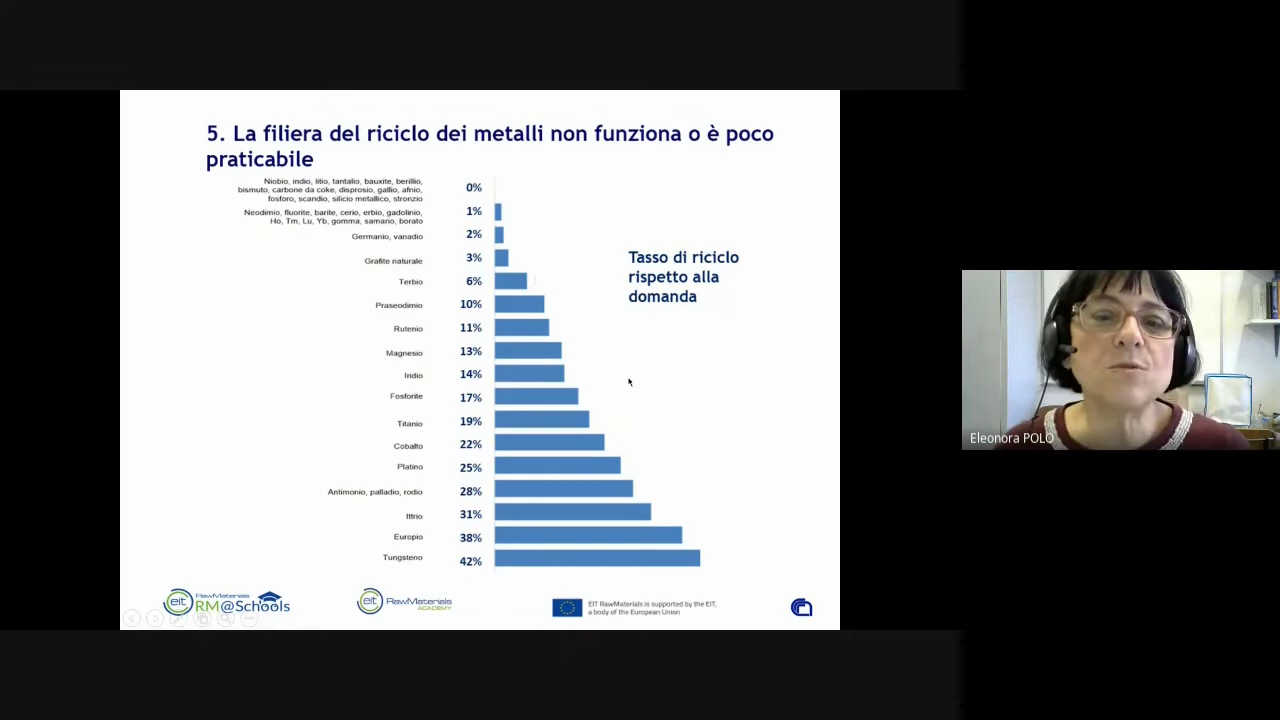 5. La filiera del riciclo dei metalli non funziona o è poco
praticabile
Niobio, indio, litio, tantalio, bauxite, berillio,
bismuto, carbone da coke, disprosio, gallio, afnio,
fosforo, scandio, silicio metallico, stronzio
0%
Neodimio, fluorite, barite, cerio, erbio, gadolinio,
Ho, Tm, Lu, Yb, gomma, samario, borato
1%
Germanio, vanadio
2%
Grafite naturale
3%
Terbio
6%
Praseodimio
10%
Rutenio
11%
Magnesio
13%
Iridio
14%
Fosforite
17%
Titanio
19%
Cobalto
22%
Platino
25%
Antimonio, palladio, rodio
28%
Ittrio
31%
Europio
38%
Tungsteno
42%
Tasso di riciclo
rispetto alla
domanda
eit RawMaterials
RM@Schools
eit RawMaterials
ACADEMY
EIT RawMaterials is supported by the EIT,
a body of the European Union
Eleonora POLO